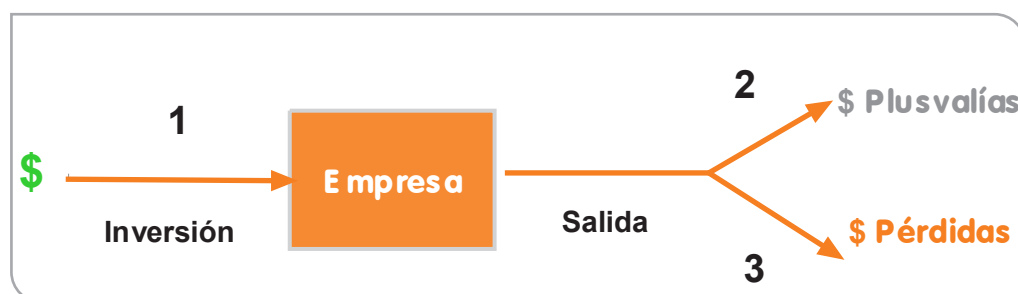 1
$
Inversión
Empresa
Salida
2
$ Plusvalías
$ Pérdidas
3